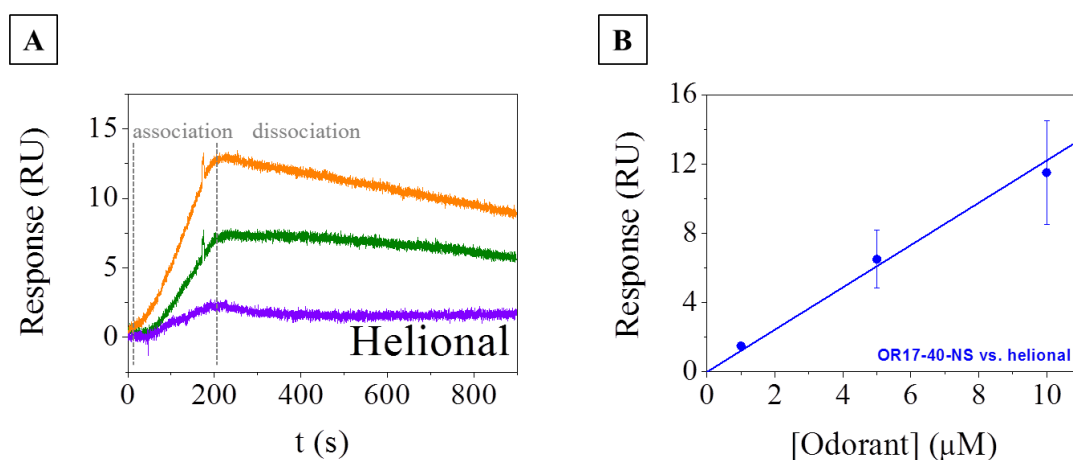 A
Response (RU)
15
10
5
0
association dissociation
Helional
0 200 400 600 800
t (s)
B
Response (RU)
16
12
8
4
0
OR17-40-NS vs. helional
0 2 4 6 8 10
[Odorant] (μM)